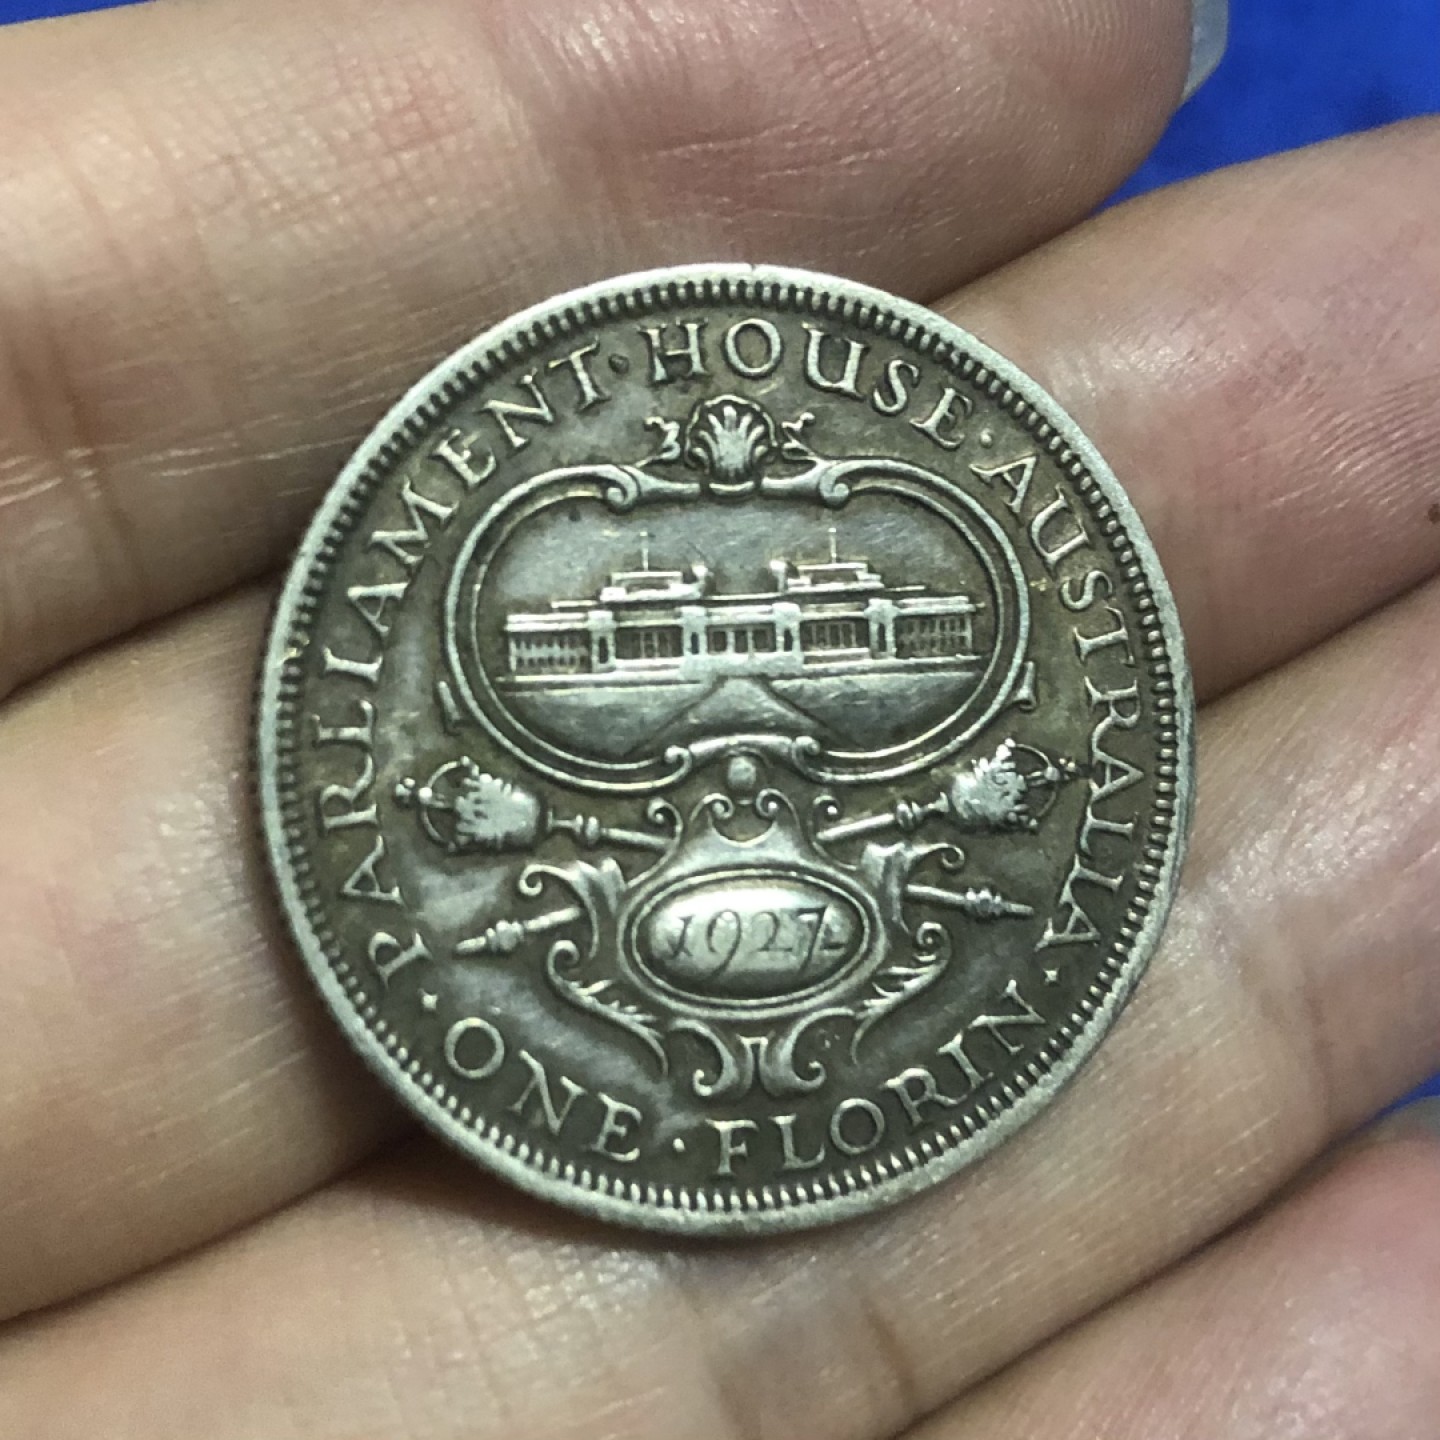 PARLIAMENT · HOUSE · AUSTRALIA ·
1927
· ONE · FLORIN